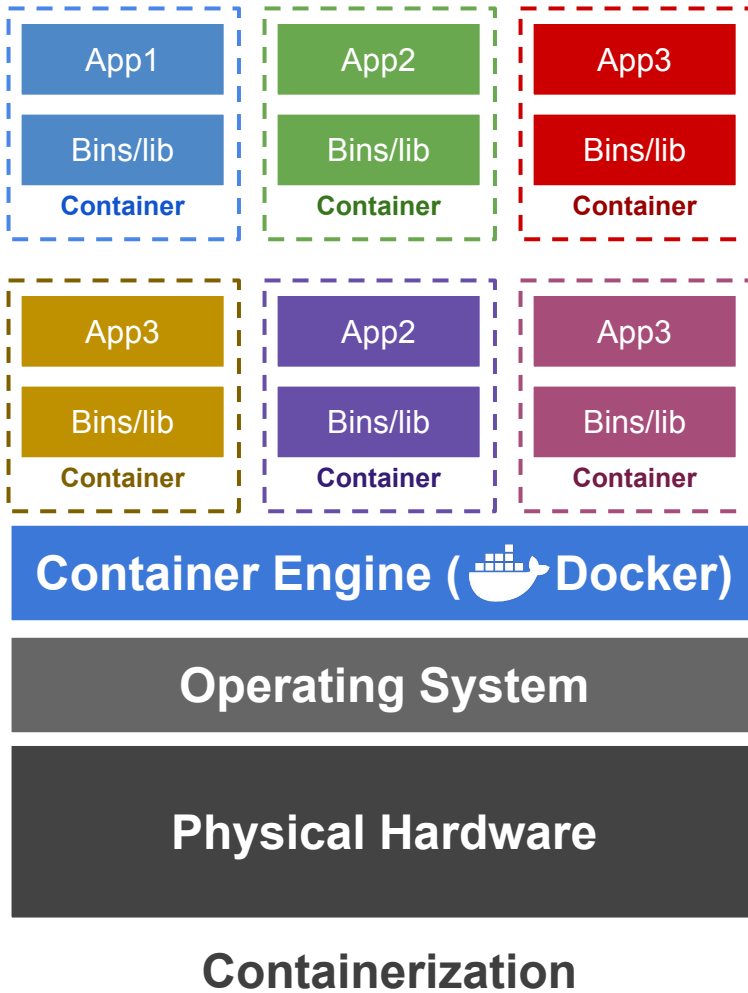 App1 App2 App3
Bins/lib Bins/lib Bins/lib
Container Container Container
App3 App2 App3
Bins/lib Bins/lib Bins/lib
Container Container Container
Container Engine ( Docker)
Operating System
Physical Hardware
Containerization